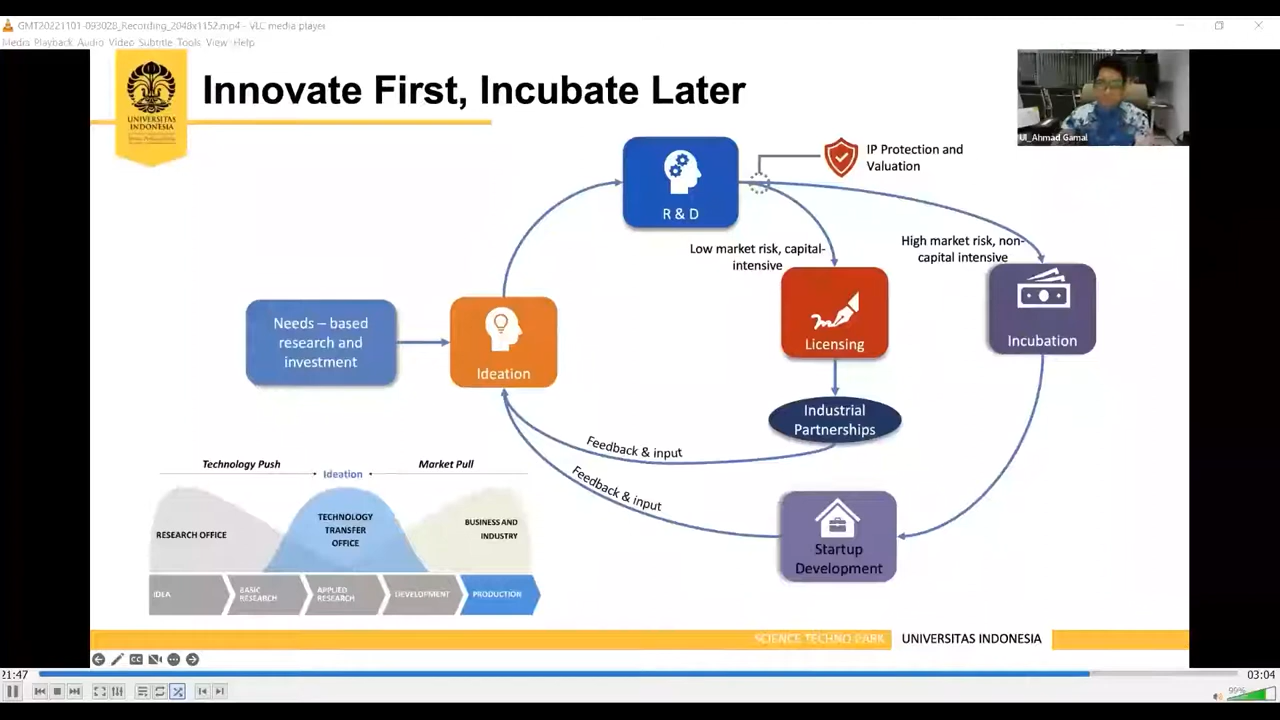 GMT20221101-093028_Recording_2048x1152.mp4 - VLC media player
Media Playback Audio Video Subtitle Tools View Help
UNIVERSITAS
INDONESIA
Innovate First, Incubate Later
UI_Ahmad Gamal
IP Protection and
Valuation
R & D
Low market risk, capital-
intensive
High market risk, non-
capital intensive
Needs – based
research and
investment
Ideation
Licensing
Incubation
Industrial
Partnerships
Feedback & input
Feedback & input
Startup
Development
Technology Push
Ideation
Market Pull
RESEARCH OFFICE
TECHNOLOGY
TRANSFER
OFFICE
BUSINESS AND
INDUSTRY
IDEA
BASIC
RESEARCH
APPLIED
RESEARCH
DEVELOPMENT
PRODUCTION
SCIENCE TECHNO PARK
UNIVERSITAS INDONESIA
CC
21:47
03:04
99%